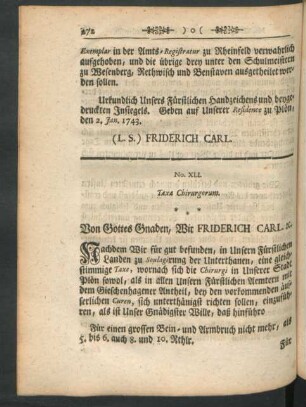 272 )o(
Exemplar in der Amts-Registratur zu Rheinfeld verwahrlich
aufgehoben, und die übrige drey unter den Schulmeistern
zu Wesenberg, Rethwisch und Benstaven ausgetheilet wer-
den sollen.
Urkundlich Unsers Fürstlichen Handzeichens und beyge-
druckten Insiegels. Geben auf Unserer Residence zu Plön,
den 2. Jan. 1743.
(L. S.) FRIDERICH CARL.
No. XLI.
Taxa Chirurgorum.
* * *
Von Gottes Gnaden, Wir FRIDERICH CARL &c.
Nachdem Wir für gut befunden, in Unsern Fürstlichen
Landen zu Soulagirung der Unterthanen, eine gleich-
stimmige Taxe, wornach sich die Chirurgi in Unserer Stadt
Plön sowol, als in allen Unsern Fürstlichen Aemtern mit
dem Gieschenhagener Antheil, bey den vorkommenden äus-
serlichen Curen, sich unterthänigst richten sollen, einzufüh-
ren, als ist Unser Gnädigster Wille, daß hinführo
Für einen grossen Bein- und Armbruch nicht mehr, als
5. bis 6. auch 8. und 10. Rthlr.